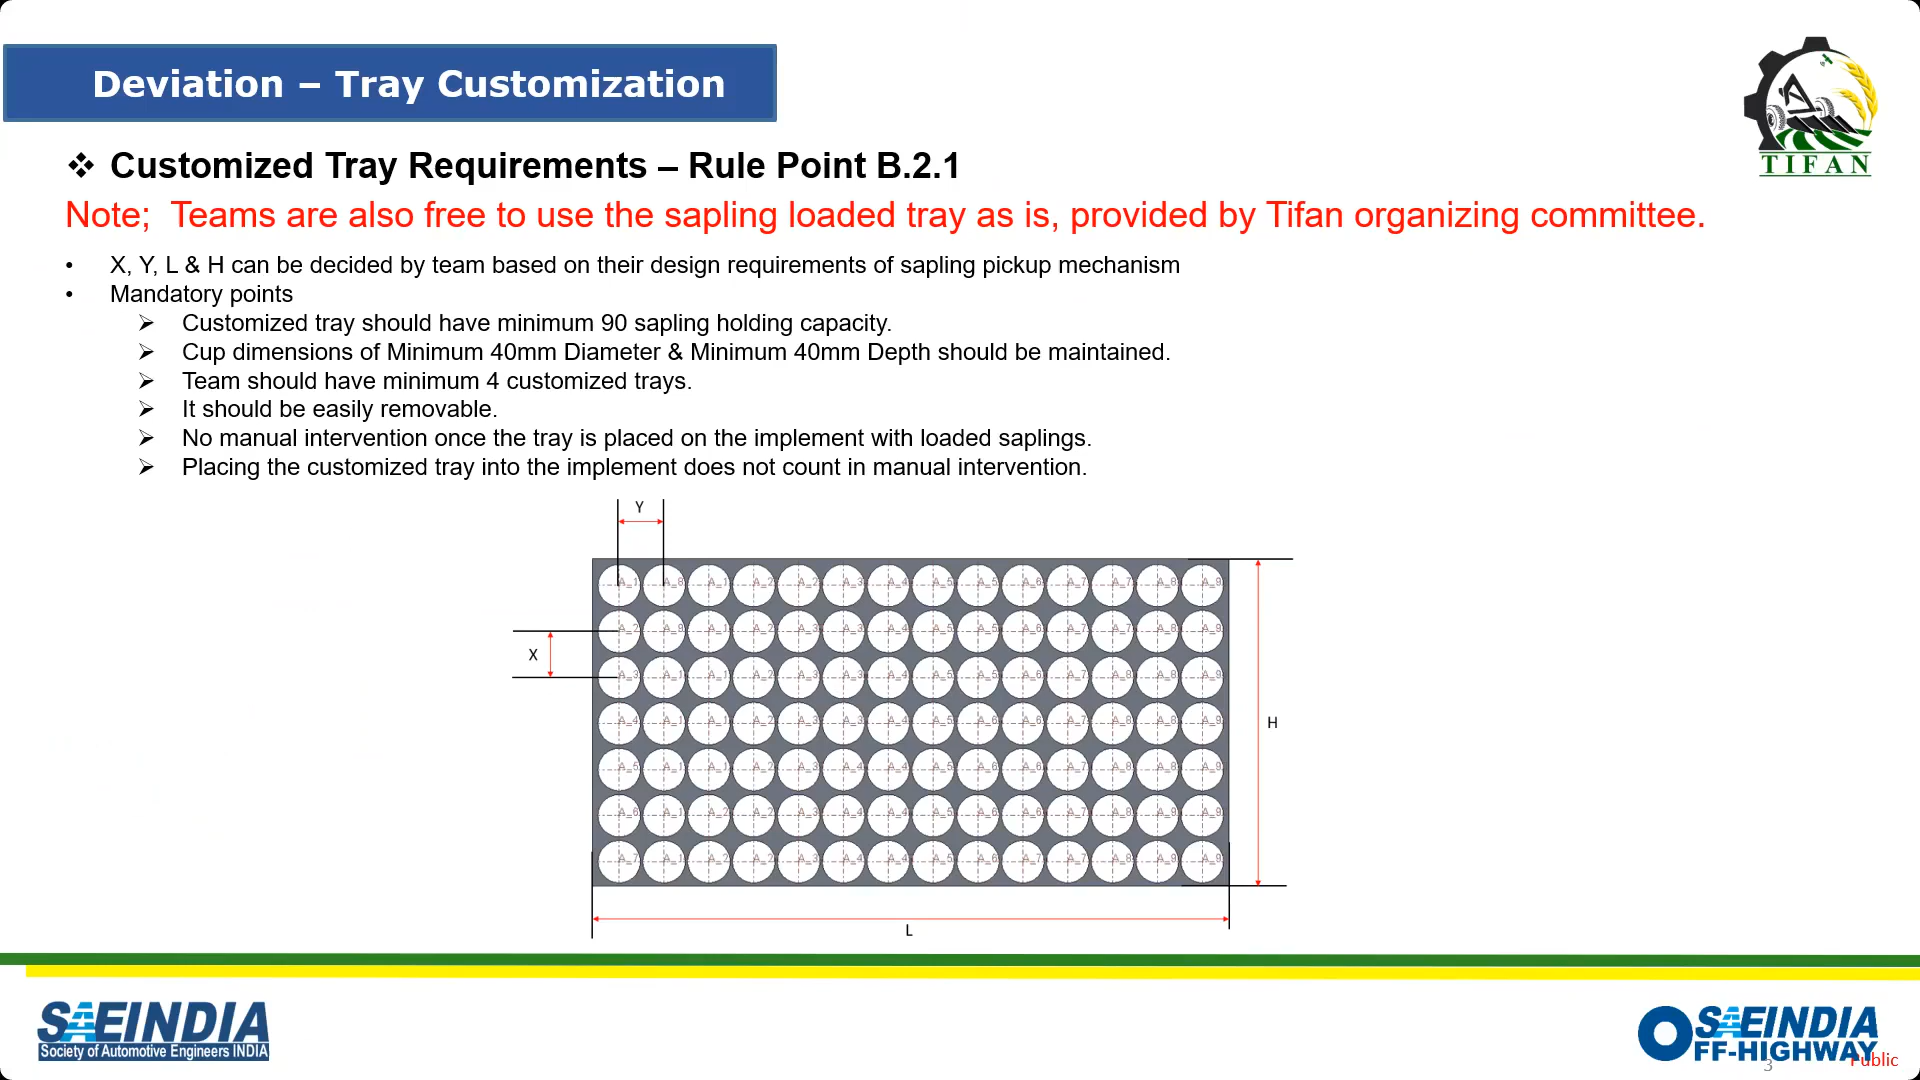 Deviation – Tray Customization
TIFAN
❖ Customized Tray Requirements – Rule Point B.2.1
Note;  Teams are also free to use the sapling loaded tray as is, provided by Tifan organizing committee.
• X, Y, L & H can be decided by team based on their design requirements of sapling pickup mechanism
• Mandatory points
➢ Customized tray should have minimum 90 sapling holding capacity.
➢ Cup dimensions of Minimum 40mm Diameter & Minimum 40mm Depth should be maintained.
➢ Team should have minimum 4 customized trays.
➢ It should be easily removable.
➢ No manual intervention once the tray is placed on the implement with loaded saplings.
➢ Placing the customized tray into the implement does not count in manual intervention.
Y
X
H
L
SAEINDIA
Society of Automotive Engineers INDIA
SAEINDIA
OFF-HIGHWAY
Public
3